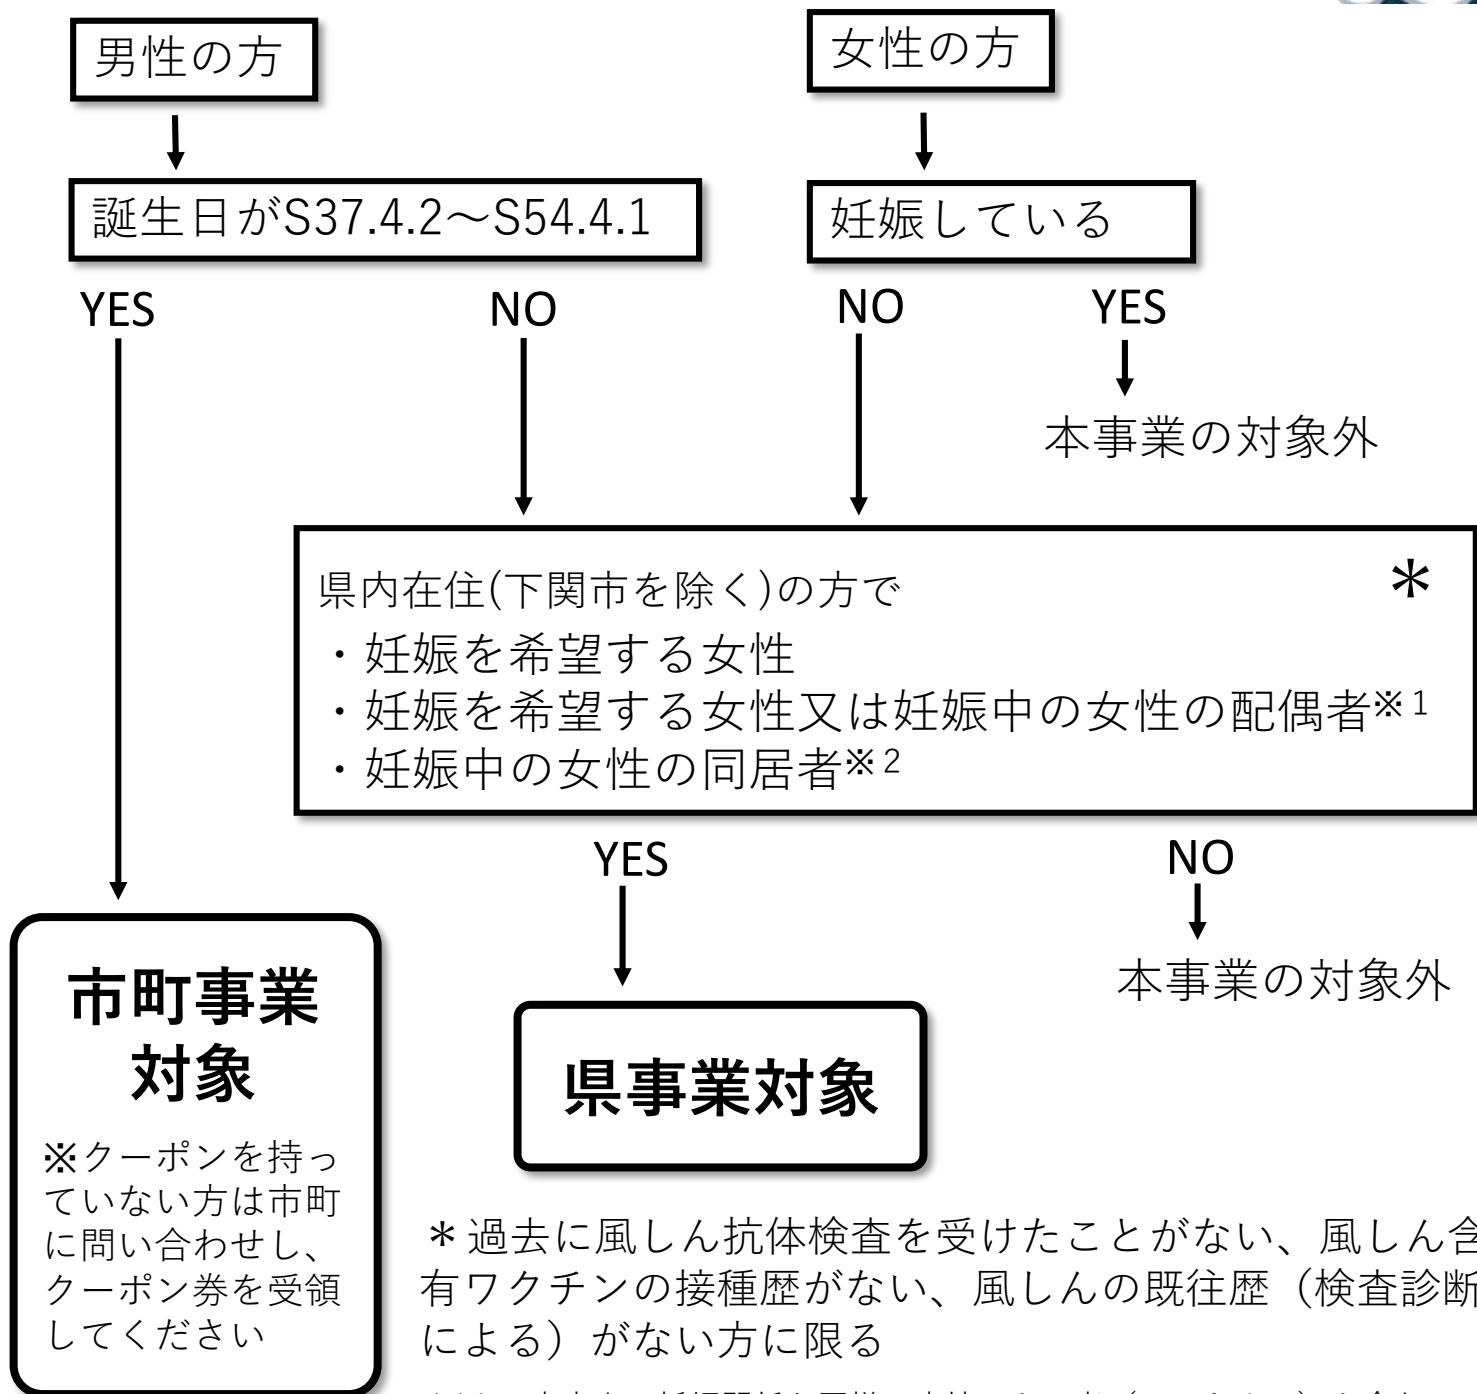 男性の方
女性の方
誕生日がS37.4.2～S54.4.1
妊娠している
YES
NO
NO
YES
本事業の対象外
県内在住(下関市を除く)の方で
＊
・妊娠を希望する女性
・妊娠を希望する女性又は妊娠中の女性の配偶者※1
・妊娠中の女性の同居者※2
YES
NO
本事業の対象外
市町事業
対象
※クーポンを持っ
ていない方は市町
に問い合わせし、
クーポン券を受領
してください
県事業対象
＊過去に風しん抗体検査を受けたことがない、風しん含
有ワクチンの接種歴がない、風しんの既往歴（検査診断
による）がない方に限る